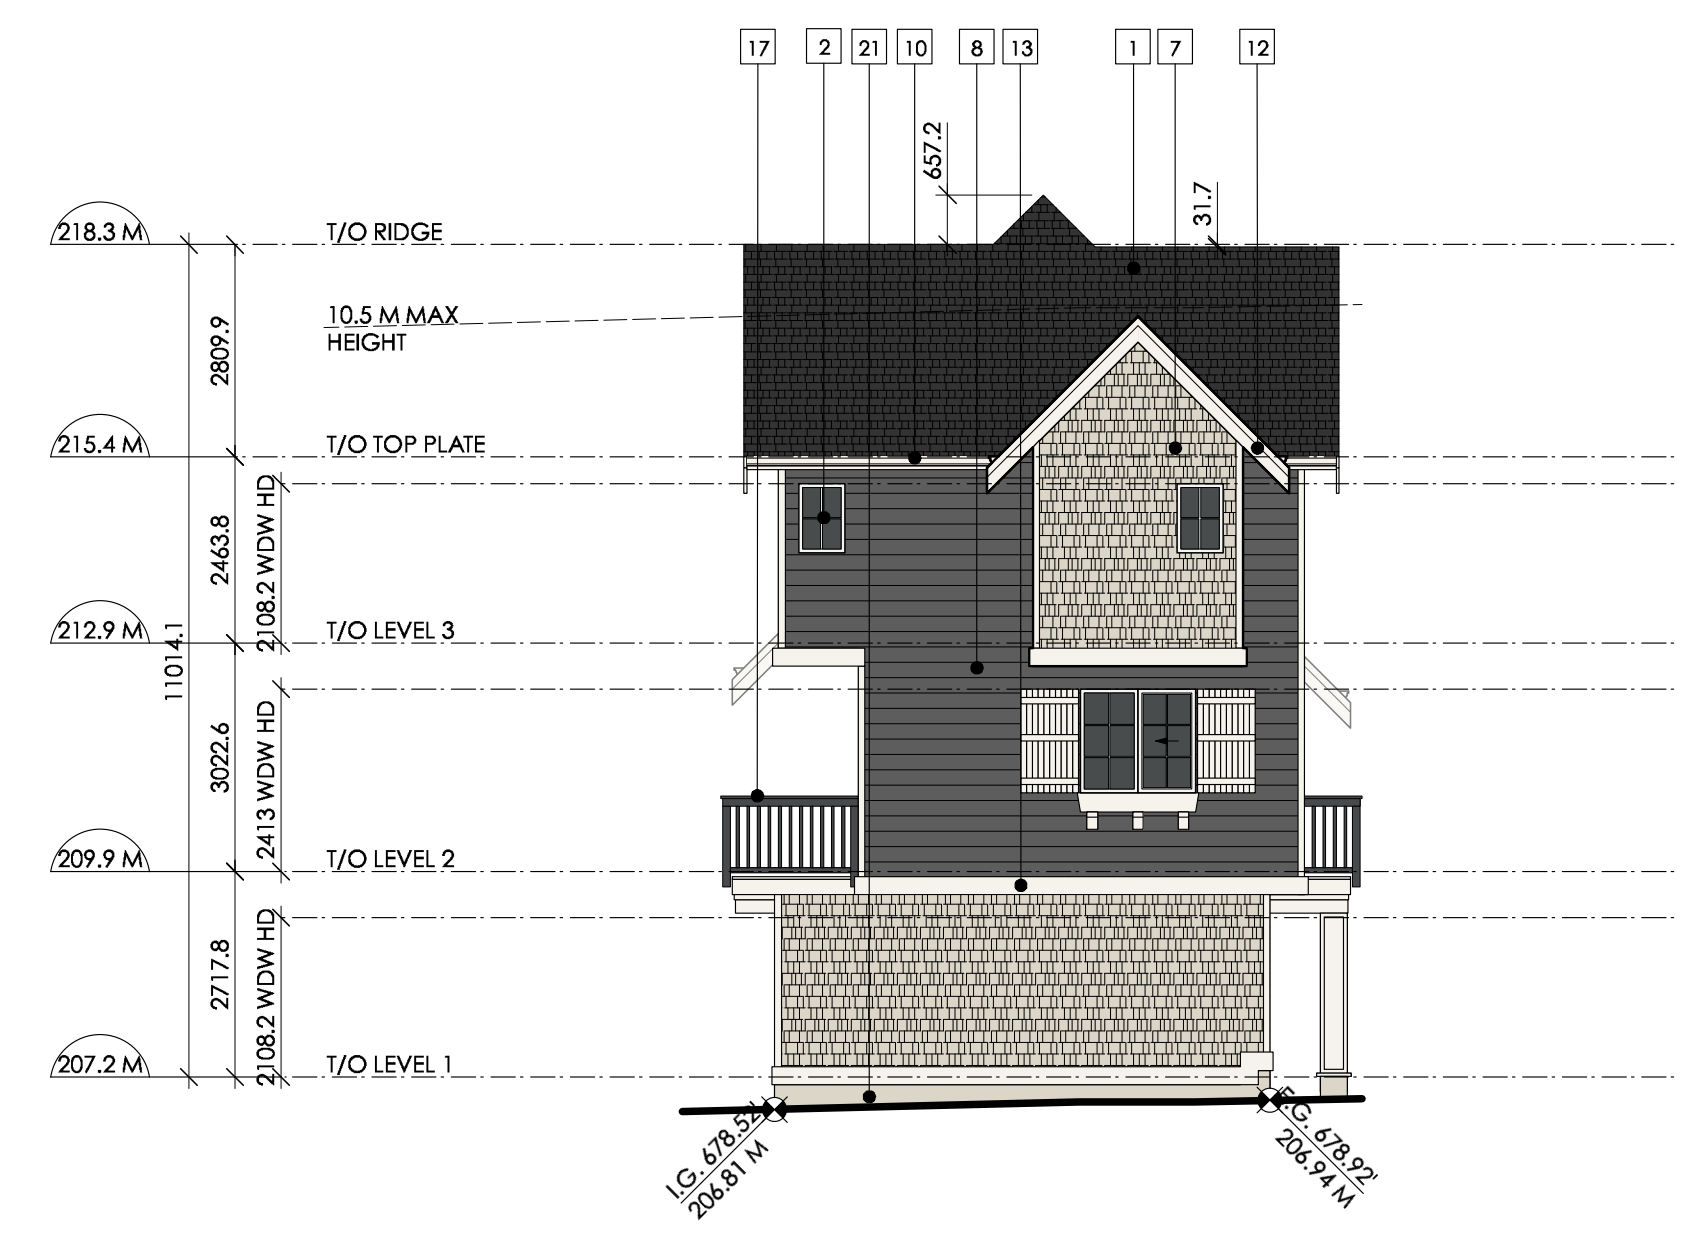 17 2 21 10 8 13 1 7 12
657.2
31.7
218.3 M T/O RIDGE
10.5 M MAX
HEIGHT
2809.9
215.4 M T/O TOP PLATE
2463.8
2108.2 WDW HD
212.9 M T/O LEVEL 3
11014.1
3022.6
2413 WDW HD
209.9 M T/O LEVEL 2
2717.8
2108.2 WDW HD
207.2 M T/O LEVEL 1
I.G. 678.52'
206.81 M
F.G. 678.92'
206.94 M